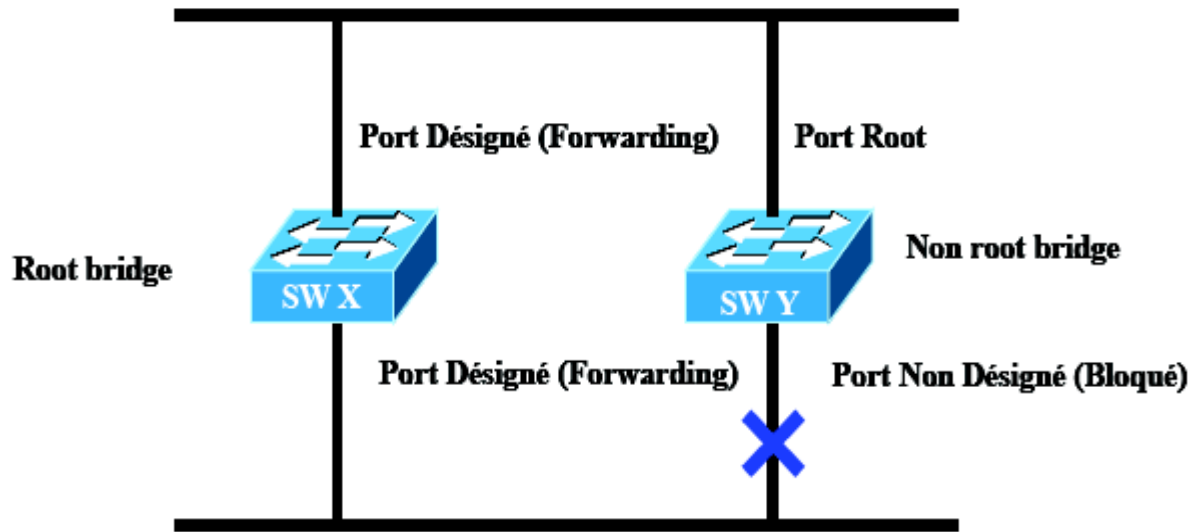 Port Désigné (Forwarding)
Port Root
Root bridge
SW X
SW Y
Non root bridge
Port Désigné (Forwarding)
Port Non Désigné (Bloqué)